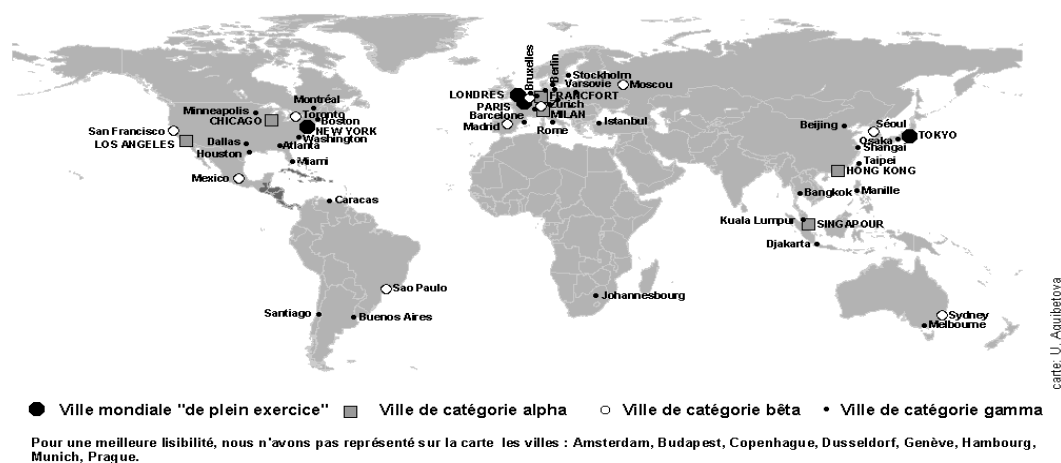 Stockholm
Bruxelles
Berlin
Varsovie
Moscou
LONDRES
FRANCFORT
PARIS
Zurich
Barcelone
MILAN
Madrid
Rome
Istanbul
Montréal
Minneapolis
Toronto
CHICAGO
Boston
NEW YORK
San Francisco
Washington
LOS ANGELES
Dallas
Atlanta
Houston
Miami
Mexico
Caracas
Sao Paulo
Santiago
Buenos Aires
Johannesbourg
Beijing
Séoul
TOKYO
Osaka
Shangai
Taipei
HONG KONG
Bangkok
Manille
Kuala Lumpur
SINGAPOUR
Djakarta
Sydney
Melbourne
carte: U. Aguibetova
Ville mondiale "de plein exercice"
Ville de catégorie alpha
Ville de catégorie bêta
Ville de catégorie gamma
Pour une meilleure lisibilité, nous n'avons pas représenté sur la carte les villes : Amsterdam, Budapest, Copenhague, Dusseldorf, Genève, Hambourg,
Munich, Prague.